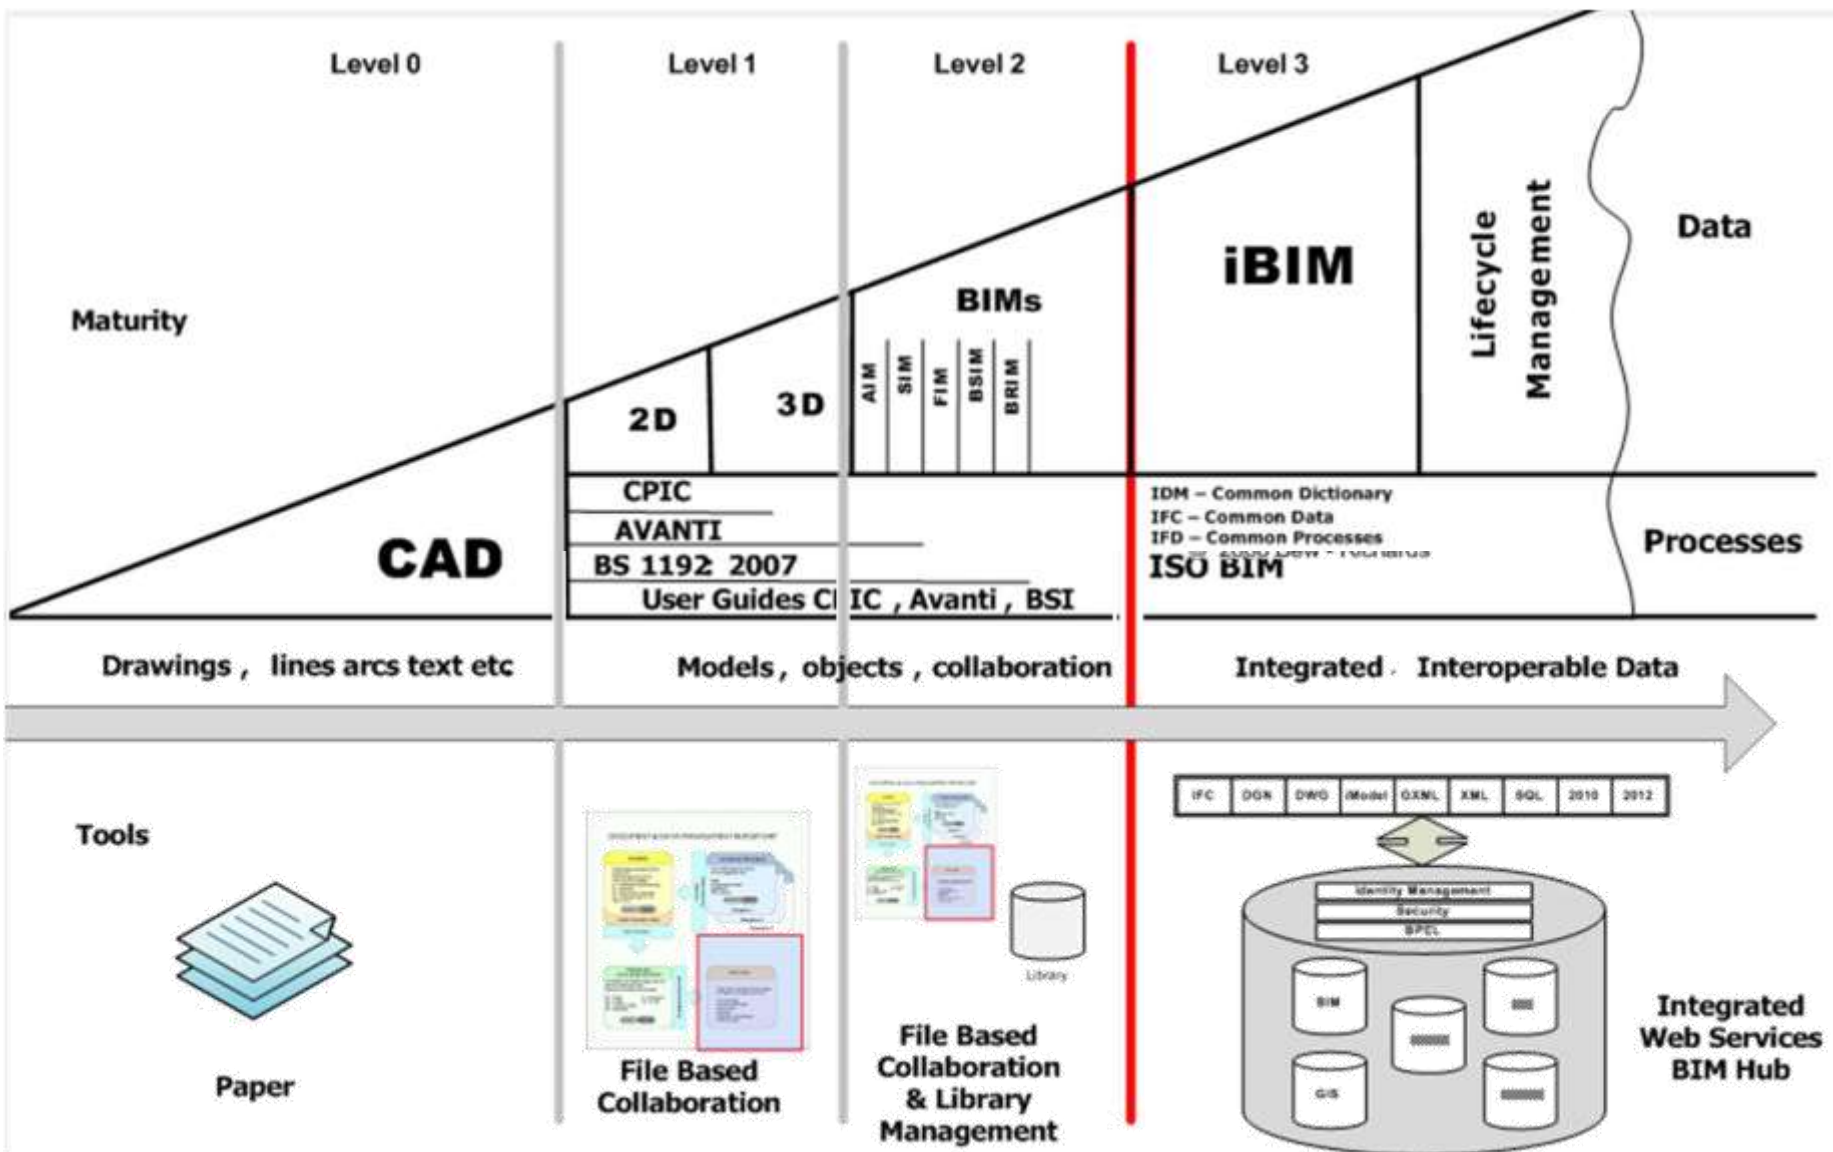 Level 0
Level 1
Level 2
Level 3
Maturity
CAD
2D
3D
BIMs
AIM
SIM
FIM
BSIM
BRIM
iBIM
Lifecycle
Management
Data
CPIC
AVANTI
BS 1192: 2007
User Guides CPIC , Avanti , BSI
IDM – Common Dictionary
IFC – Common Data
IFD – Common Processes
ISO BIM
Processes
Drawings , lines arcs text etc
Models , objects , collaboration
Integrated , Interoperable Data
Tools
Paper
File Based
Collaboration
Library
File Based
Collaboration
& Library
Management
IFC DGN DWG iModel GXML XML SQL 2010 2012
Identity Management
Security
BPEL
BIM
GIS
Integrated
Web Services
BIM Hub